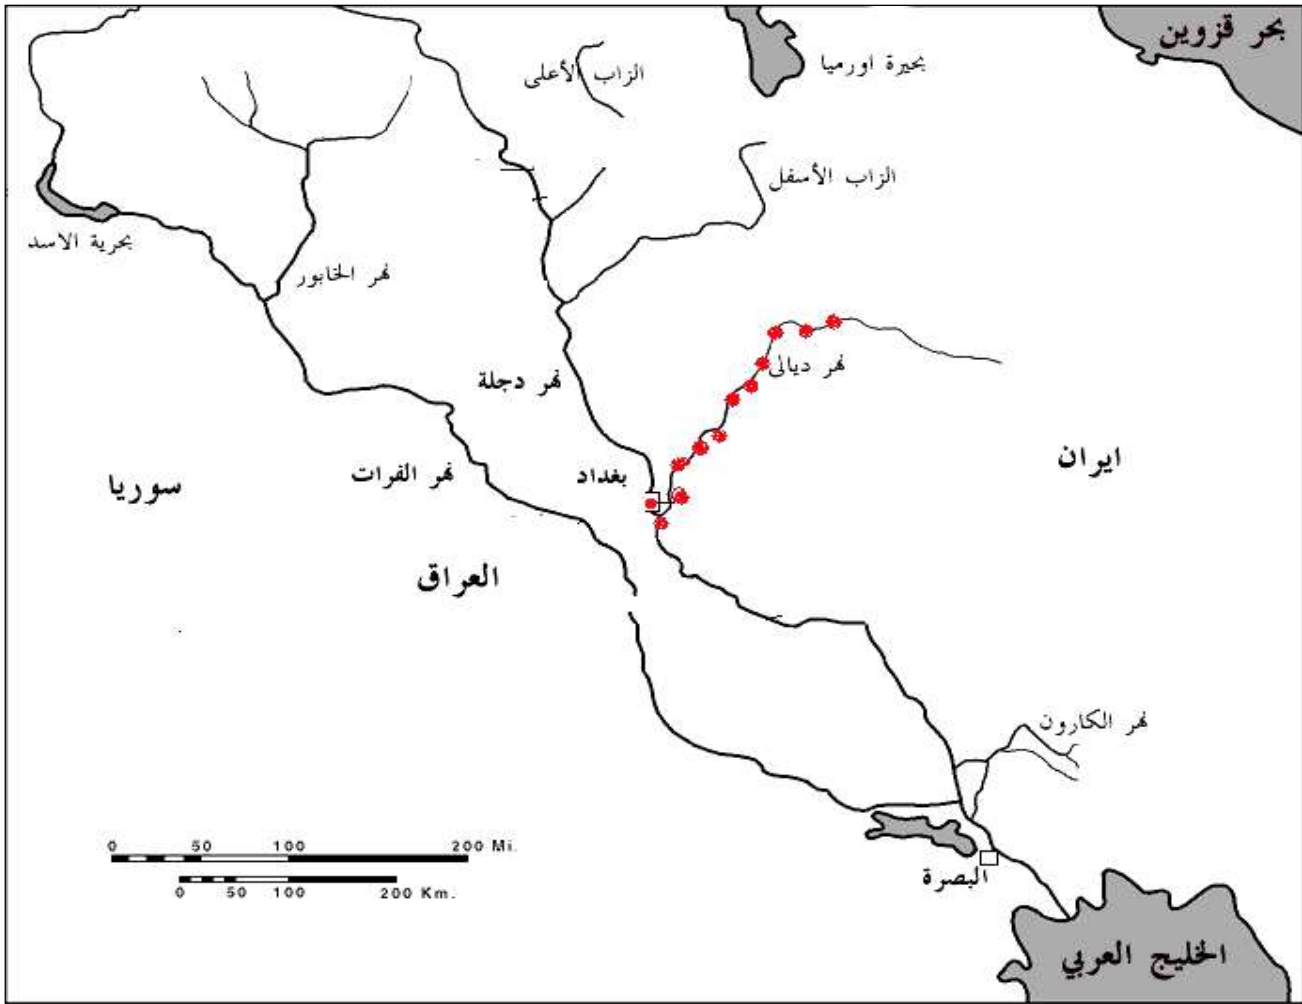 بحر قزوين
بحيرة اورميا
الزاب الأعلى
الزاب الأسفل
بحرية الاسد
نهر الخابور
نهر ديالى
نهر دجلة
ايران
بغداد
نهر الفرات
سوريا
العراق
نهر الكارون
0 50 100 200 Mi.
0 50 100 200 Km.
البصرة
الخليج العربي